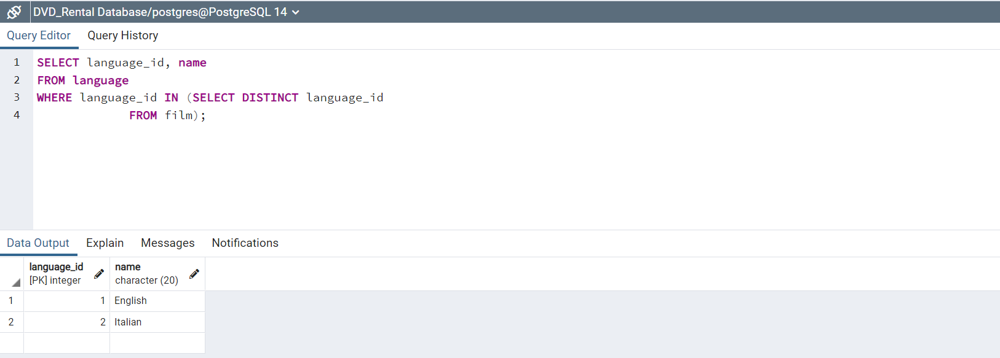 DVD_Rental Database/postgres@PostgreSQL 14
Query Editor Query History
1 SELECT language_id, name
2 FROM language
3 WHERE language_id IN (SELECT DISTINCT language_id
4 FROM film);
Data Output Explain Messages Notifications
language_id name
[PK] integer character (20)
1 1 English
2 2 Italian